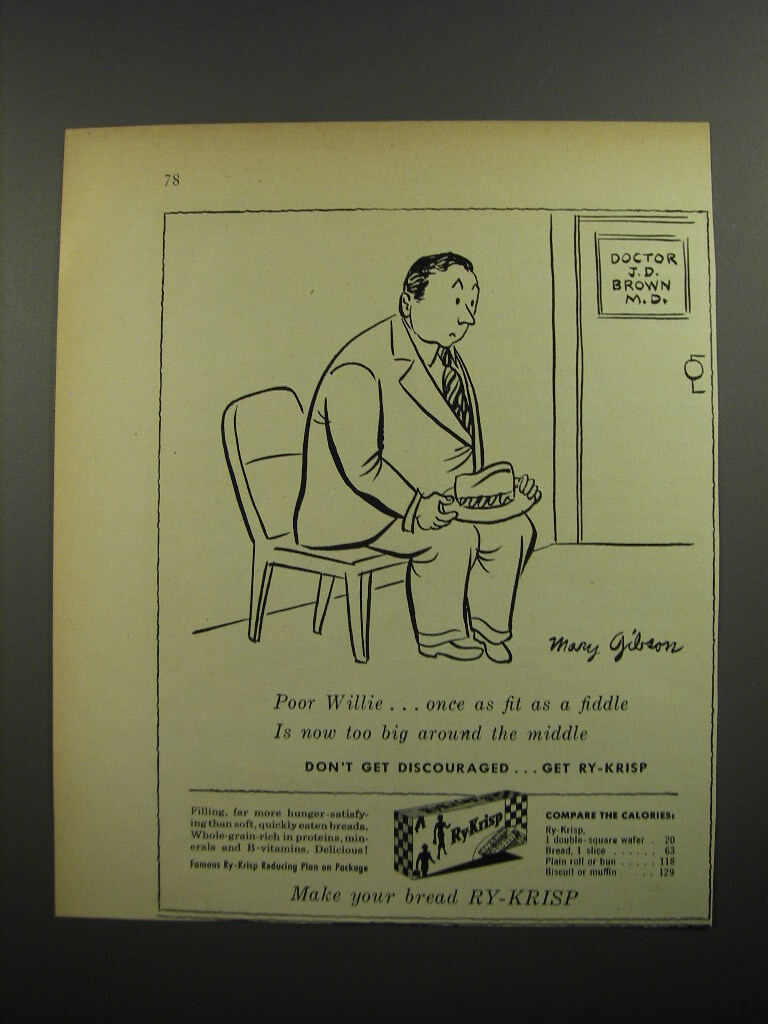 78
DOCTOR
J.D.
BROWN
M.D.
Mary Gibson
Poor Willie . . . once as fit as a fiddle
Is now too big around the middle
DON'T GET DISCOURAGED . . . GET RY-KRISP
Filling, far more hunger-satisfy-
ing than soft, quickly eaten breads.
Whole-grain-rich in proteins, min-
erals and B-vitamins. Delicious!
Famous Ry-Krisp Reducing Plan on Package
RyKrisp
COMPARE THE CALORIES:
Ry-Krisp,
1 double-square wafer . 20
Bread, 1 slice . . . . . . 63
Plain roll or bun . . . . . 118
Biscuit or muffin . . . . . 129
Make your bread RY-KRISP